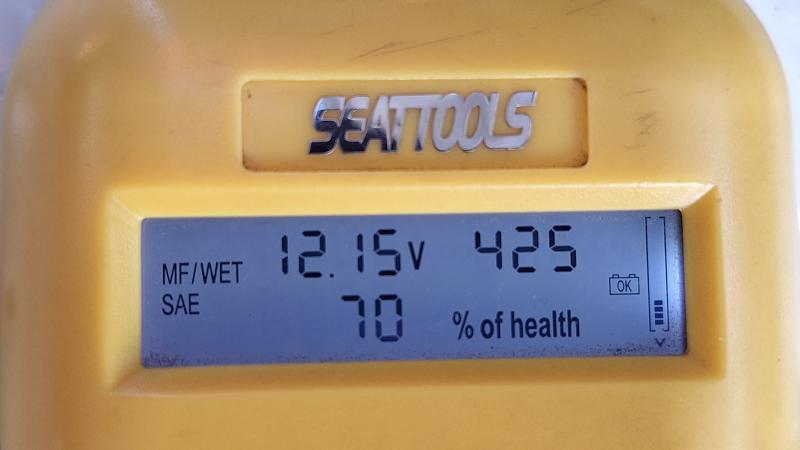 SEATTOOLS
MF/WET 12.15V 425
SAE 70 % of health
OK